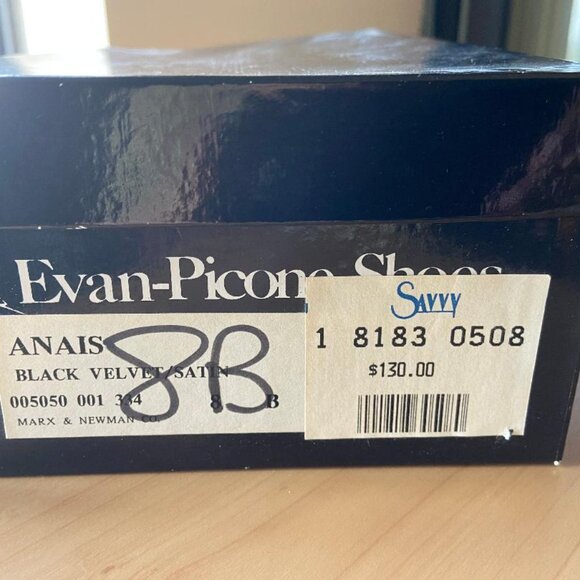 Evan-Picone Shoes
SAVVY
1 8183 0508
$130.00
ANAIS
BLACK VELVET/SATIN
005050 001 334 8 B
MARX & NEWMAN CO.
8B